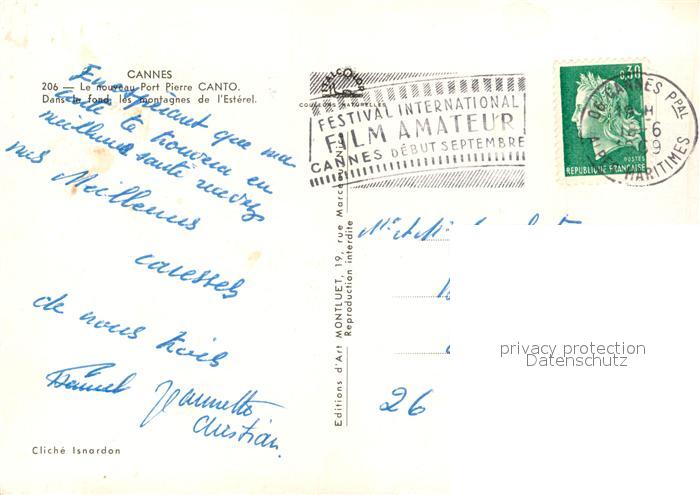 CANNES
206 — Le nouveau Port Pierre CANTO.
Dans le fond, les montagnes de l'Estérel.
En espérant que ma
carte te trouvera en
meilleure santé recevez
nos Meilleures
caresses
de nous trois
Daniel Jeannette
Christian.
Cliché Isnardon
Editions d'Art MONTLUET, 19, rue Marceau
Reproduction interdite
COULEURS NATURELLES
FESTIVAL INTERNATIONAL
FILM AMATEUR
CANNES DÉBUT SEPTEMBRE
06 CANNES PPAL
MARITIMES
0,30
POSTES
REPUBLIQUE FRANÇAISE
26
privacy protection
Datenschutz